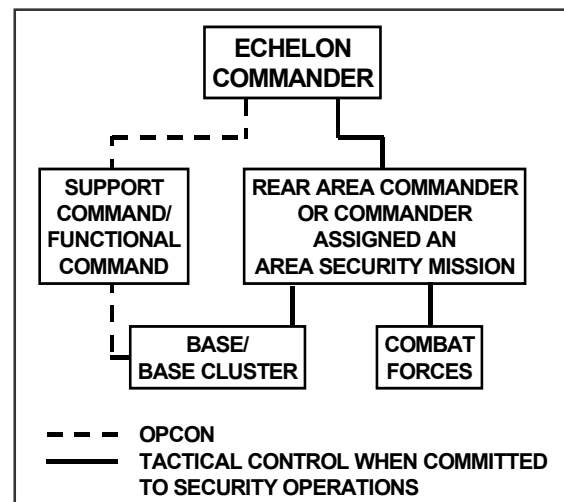 ECHELON
COMMANDER
SUPPORT
COMMAND/
FUNCTIONAL
COMMAND
REAR AREA COMMANDER
OR COMMANDER
ASSIGNED AN
AREA SECURITY MISSION
BASE/
BASE CLUSTER
COMBAT
FORCES
OPCON
TACTICAL CONTROL WHEN COMMITTED
TO SECURITY OPERATIONS